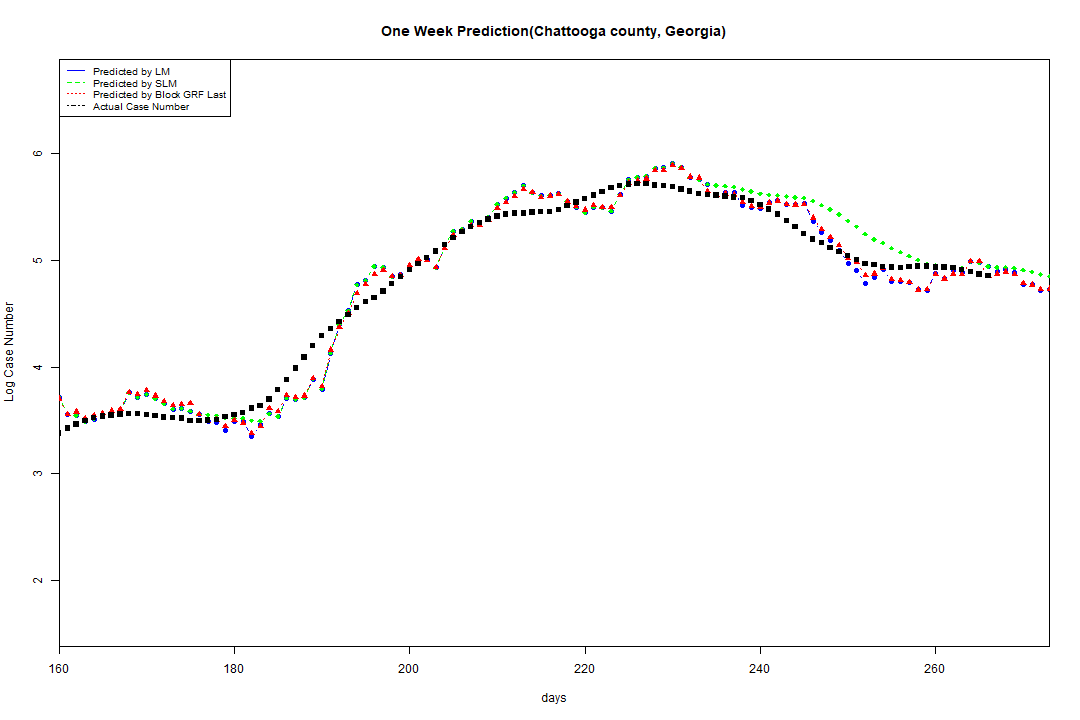 One Week Prediction(Chattooga county, Georgia)
Predicted by LM
Predicted by SLM
Predicted by Block GRF Last
Actual Case Number
6
5
4
3
2
Log Case Number
160 180 200 220 240 260
days